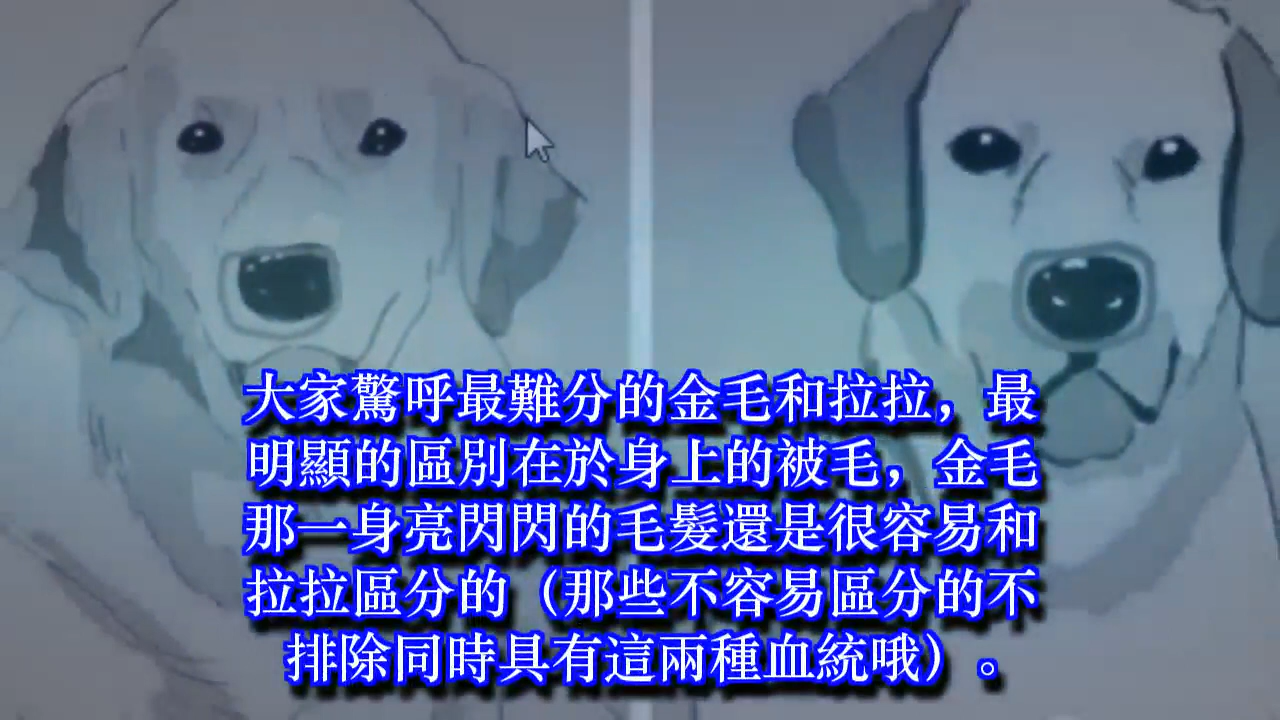 大家驚呼最難分的金毛和拉拉，最
明顯的區別在於身上的被毛，金毛
那一身亮閃閃的毛髮還是很容易和
拉拉區分的（那些不容易區分的不
排除同時具有這兩種血統哦）。